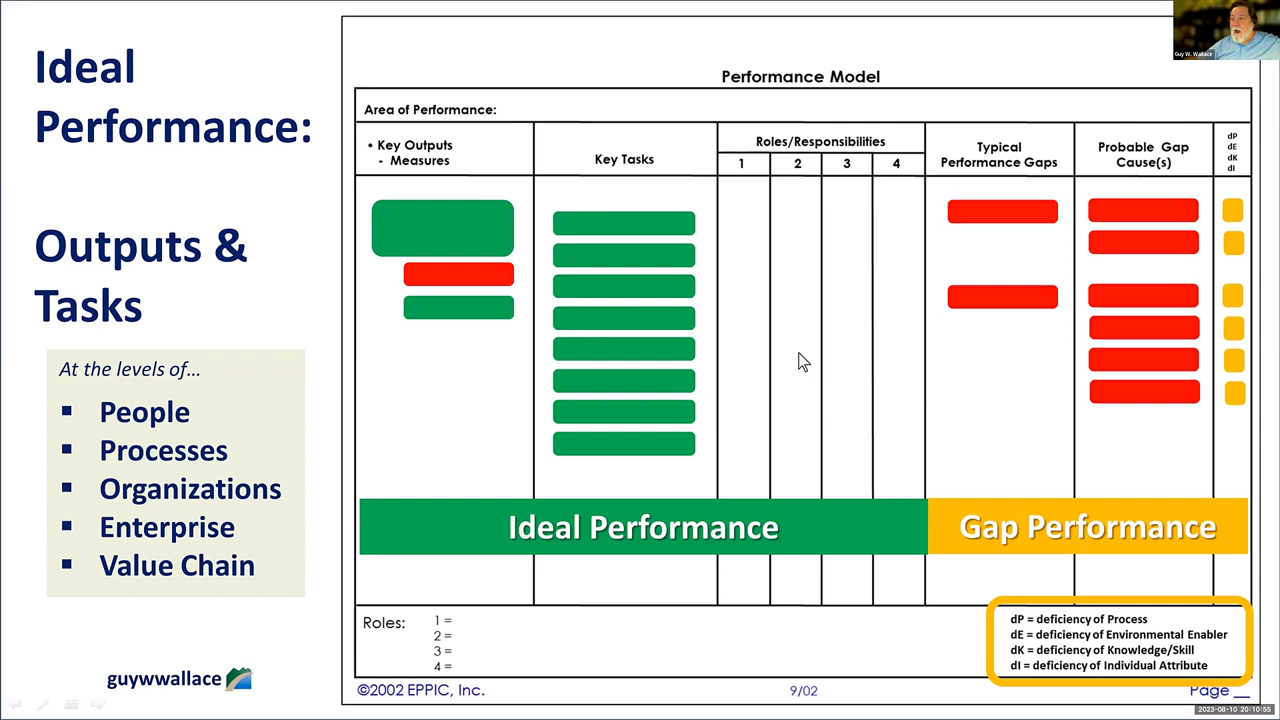 Ideal
Performance:
Outputs &
Tasks
At the levels of...
▪ People
▪ Processes
▪ Organizations
▪ Enterprise
▪ Value Chain
guywwallace
Guy W. Wallace
Performance Model
Area of Performance:
• Key Outputs
- Measures
Key Tasks
Roles/Responsibilities
1 2 3 4
Typical
Performance Gaps
Probable Gap
Cause(s)
dP
dE
dK
dI
Ideal Performance
Gap Performance
Roles:
1 =
2 =
3 =
4 =
dP = deficiency of Process
dE = deficiency of Environmental Enabler
dK = deficiency of Knowledge/Skill
dI = deficiency of Individual Attribute
©2002 EPPIC, Inc.
9/02
Page __
2023-08-10 20:10:55